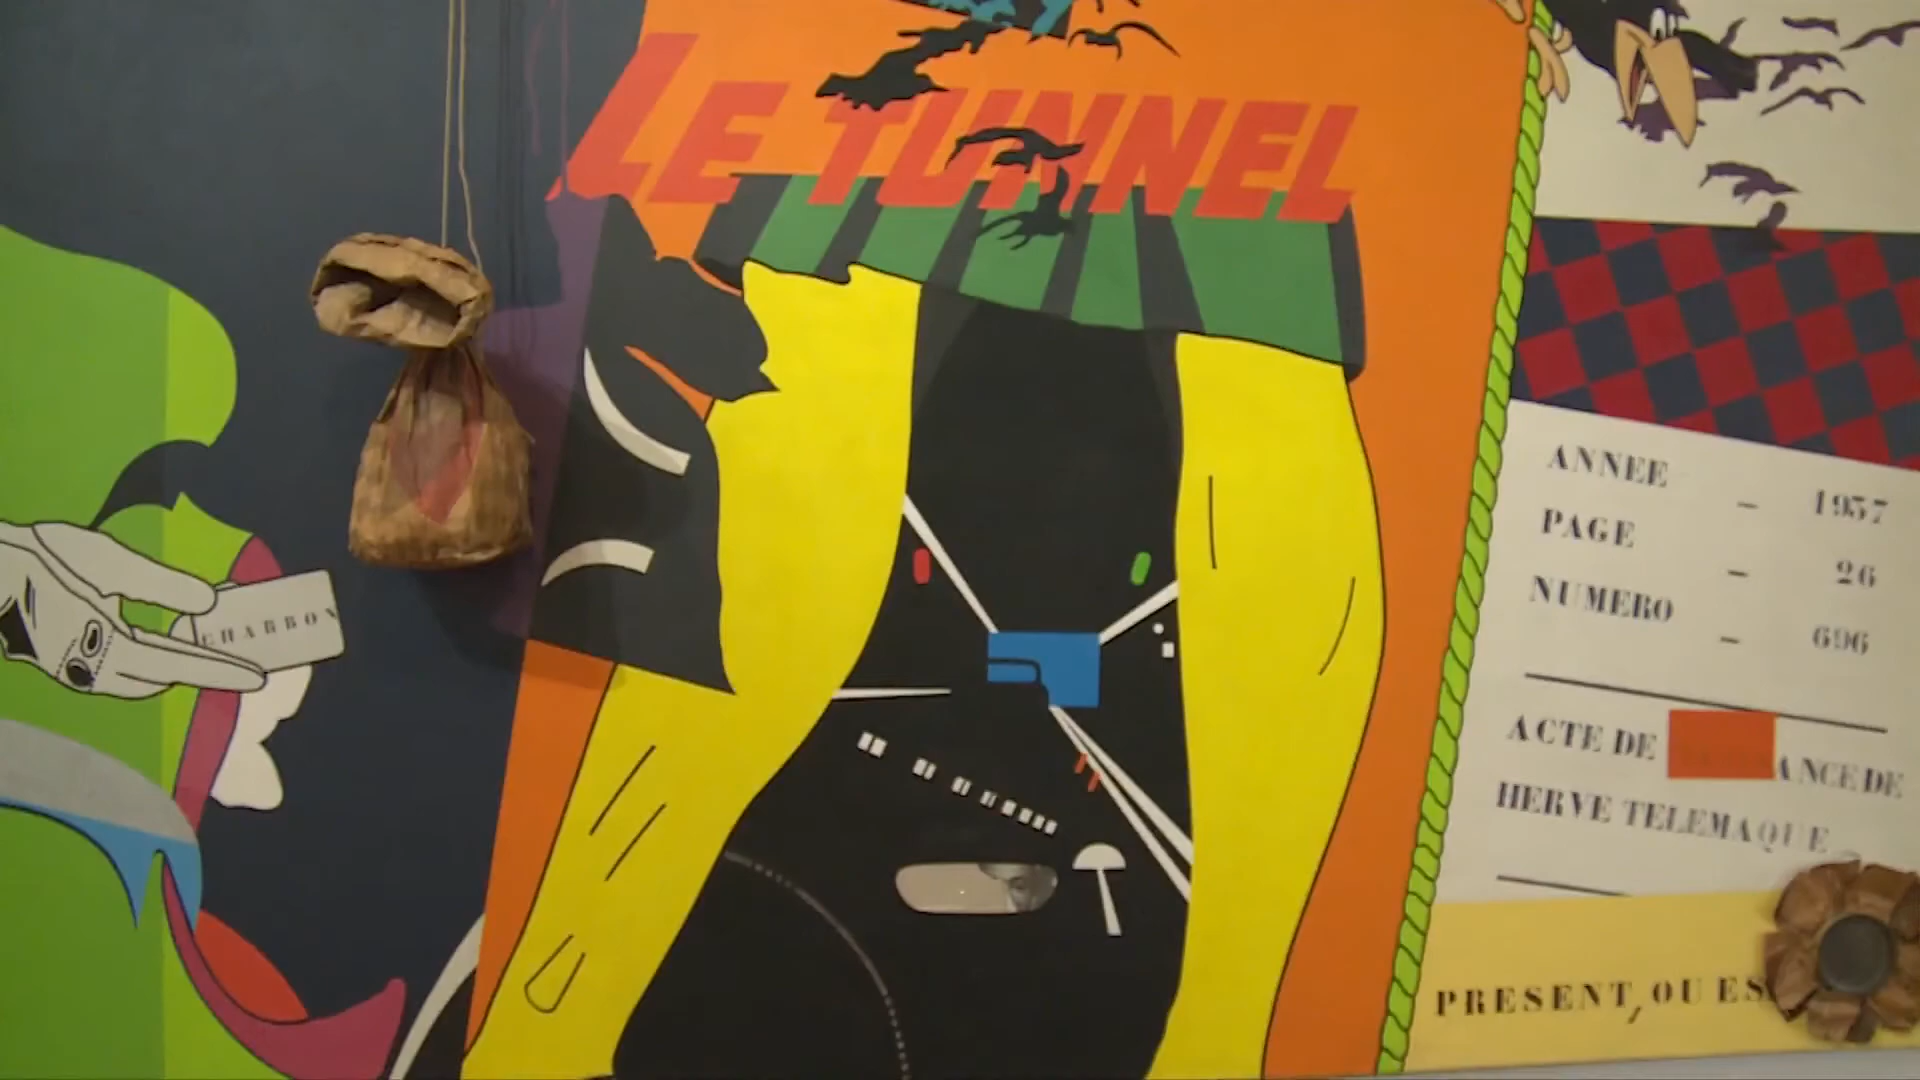 LE TUNNEL
CHARBON
ANNEE – 1957
PAGE – 26
NUMERO – 696
ACTE DE ANCE DE
HERVE TELEMAQUE
PRESENT, OU ES